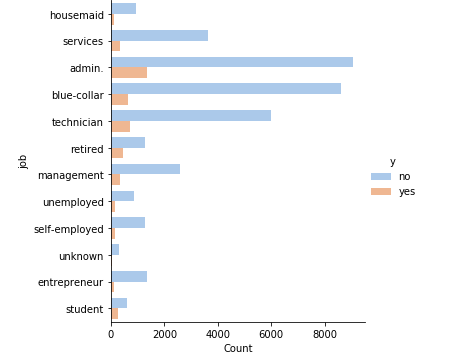 housemaid
services
admin.
blue-collar
technician
retired
management
unemployed
self-employed
unknown
entrepreneur
student
job
0 2000 4000 6000 8000
Count
y
no
yes